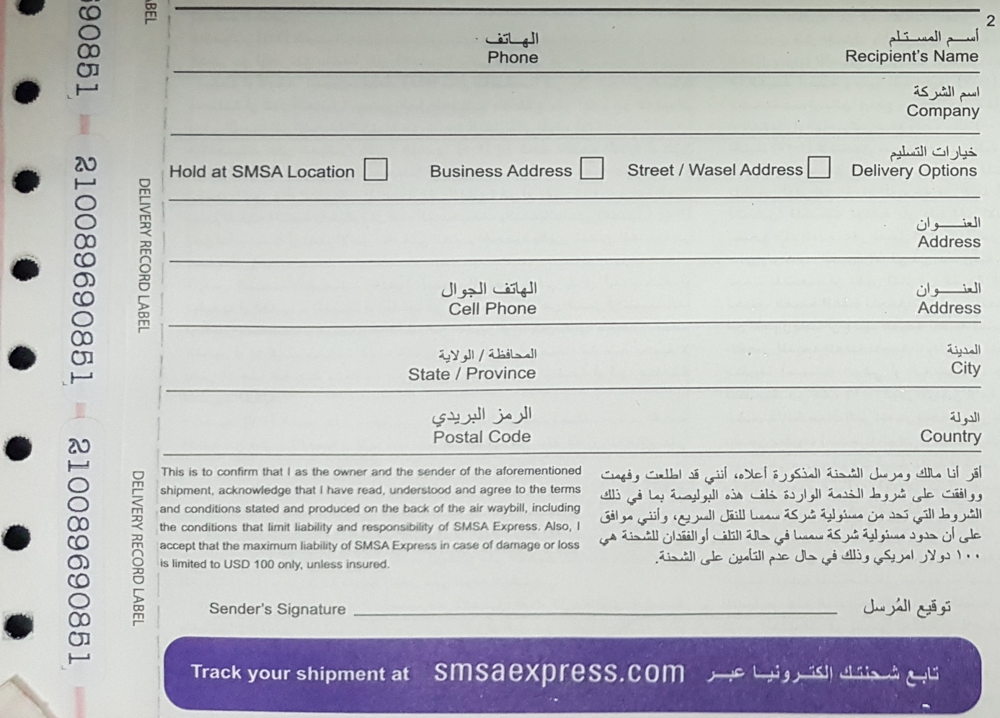 2
أسم المستلم
Recipient's Name
الهاتف
Phone
اسم الشركة
Company
خيارات التسليم
Delivery Options
Street / Wasel Address
Business Address
Hold at SMSA Location
العنوان
Address
العنوان
Address
الهاتف الجوال
Cell Phone
المدينة
City
المحافظة / الولاية
State / Province
الدولة
Country
الرمز البريدي
Postal Code
أقر أنا مالك ومرسل الشحنة المذكورة أعلاه، أنني قد اطلعت وفهمت
ووافقت على شروط الخدمة الواردة خلف هذه البوليصة بما في ذلك
الشروط التي تحد من مسئولية شركة سمسا للنقل السريع، وأنني موافق
على أن حدود مسئولية شركة سمسا في حالة التلف أو الفقدان للشحنة هي
١٠٠ دولار امريكي وذلك في حال عدم التأمين على الشحنة.
This is to confirm that I as the owner and the sender of the aforementioned
shipment, acknowledge that I have read, understood and agree to the terms
and conditions stated and produced on the back of the air waybill, including
the conditions that limit liability and responsibility of SMSA Express. Also, I
accept that the maximum liability of SMSA Express in case of damage or loss
is limited to USD 100 only, unless insured.
توقيع المُرسل
Sender's Signature
Track your shipment at smsaexpress.com تابع شحنتك إلكترونيا عبر
ABEL
DELIVERY RECORD LABEL
DELIVERY RECORD LABEL
690851
210089690851
210089690851